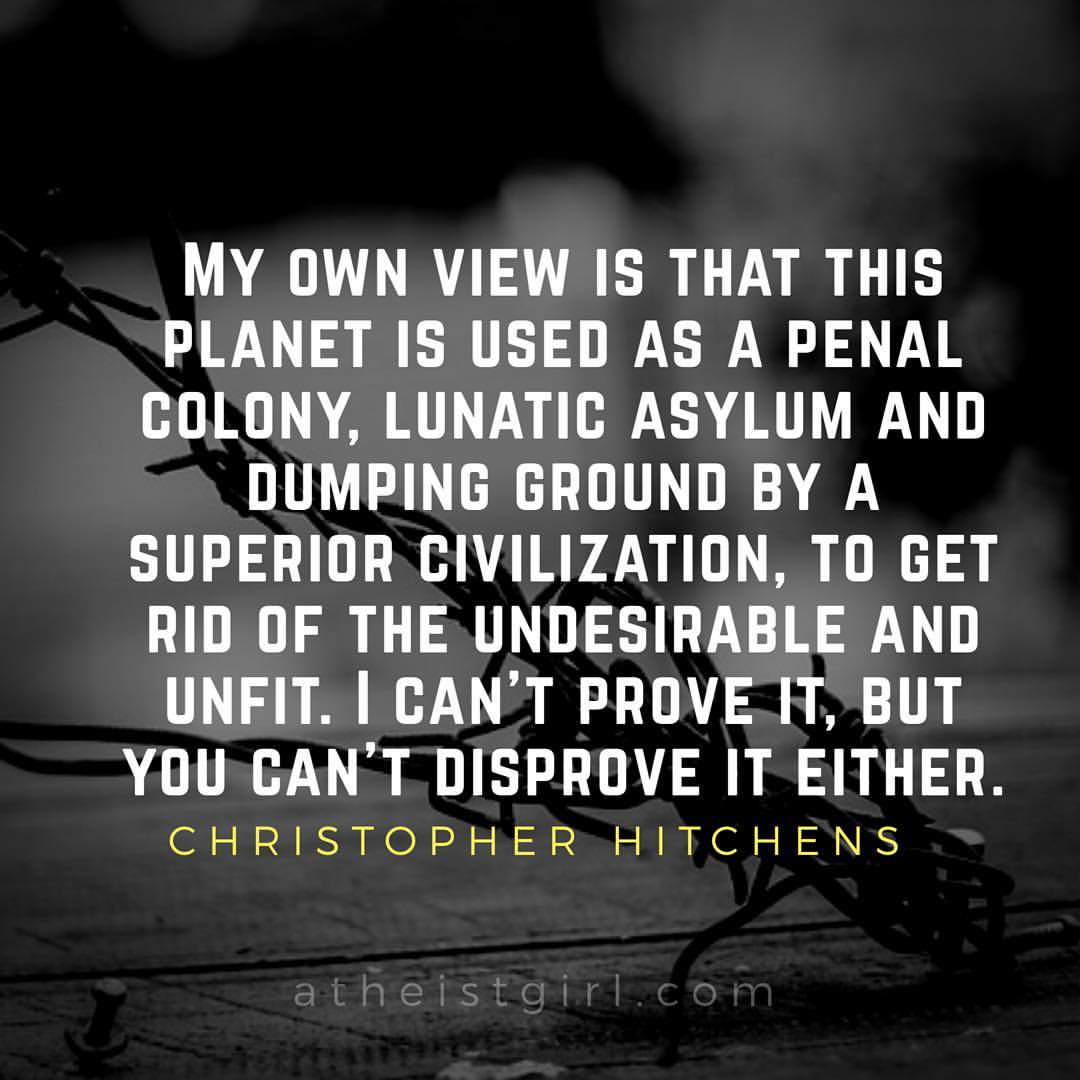 My own view is that this
planet is used as a penal
colony, lunatic asylum and
dumping ground by a
superior civilization, to get
rid of the undesirable and
unfit. I can't prove it, but
you can't disprove it either.
CHRISTOPHER HITCHENS
atheistgirl.com